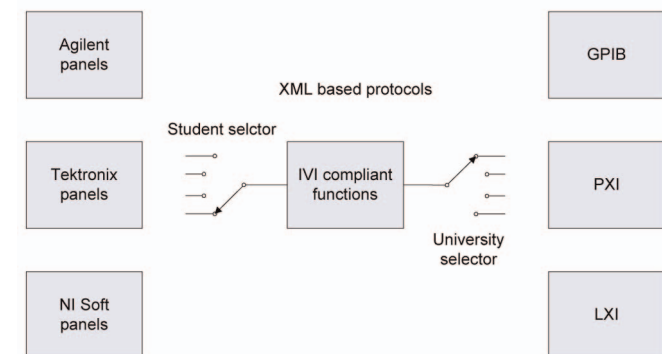 Agilent
panels
GPIB
XML based protocols
Student selctor
Tektronix
panels
IVI compliant
functions
PXI
University
selector
NI Soft
panels
LXI